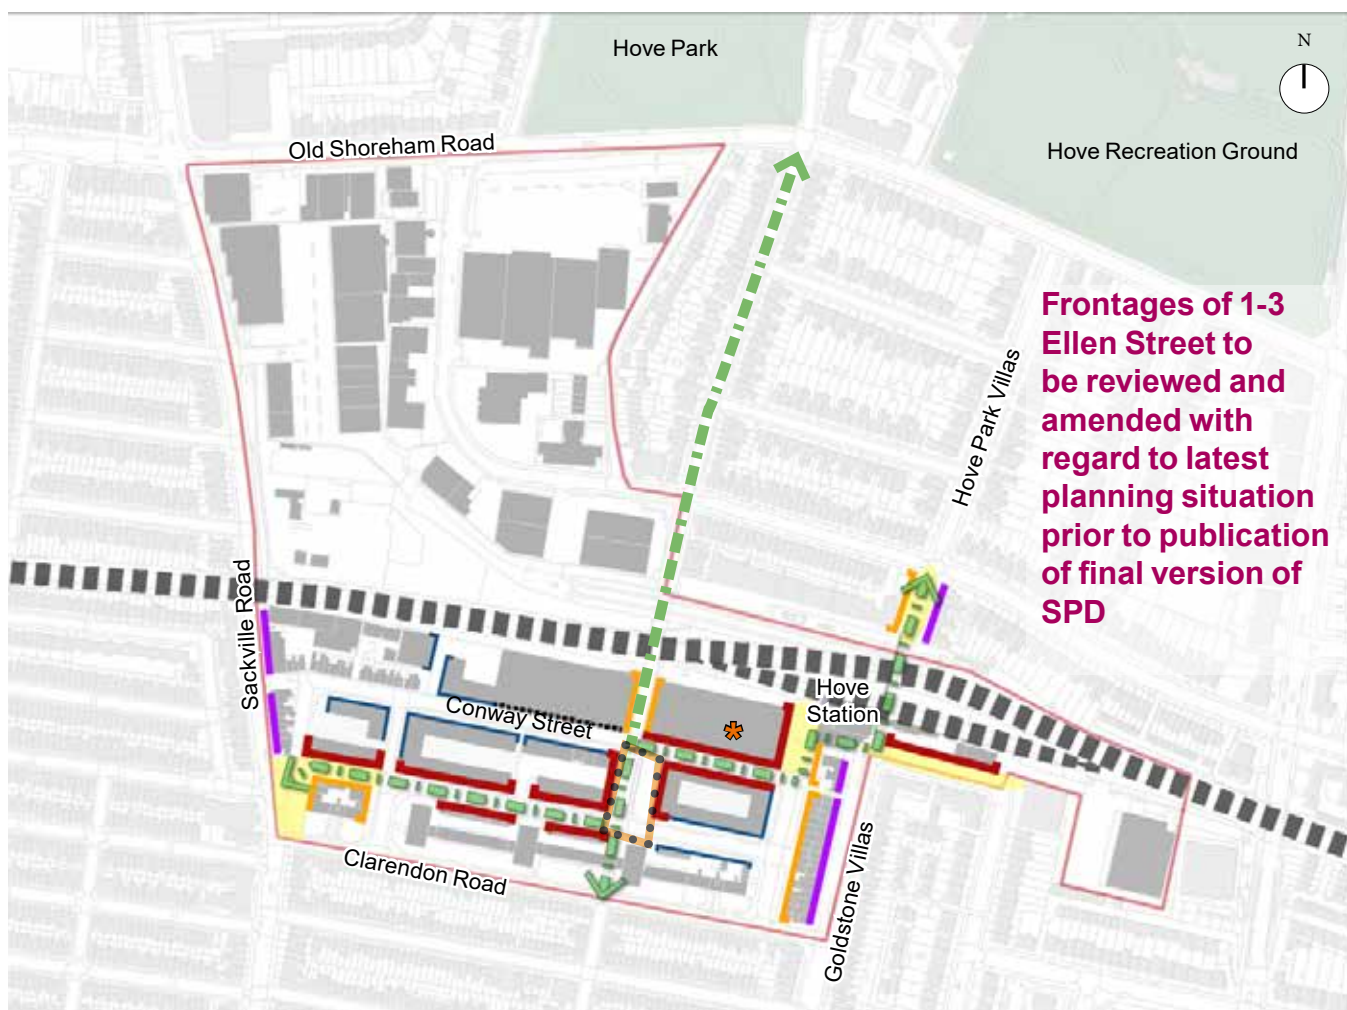 Hove Park
N
Old Shoreham Road
Hove Recreation Ground
Frontages of 1-3
Ellen Street to
be reviewed and
amended with
regard to latest
planning situation
prior to publication
of final version of
SPD
Hove Park Villas
Sackville Road
Hove
Station
Conway Street
*
Clarendon Road
Goldstone Villas